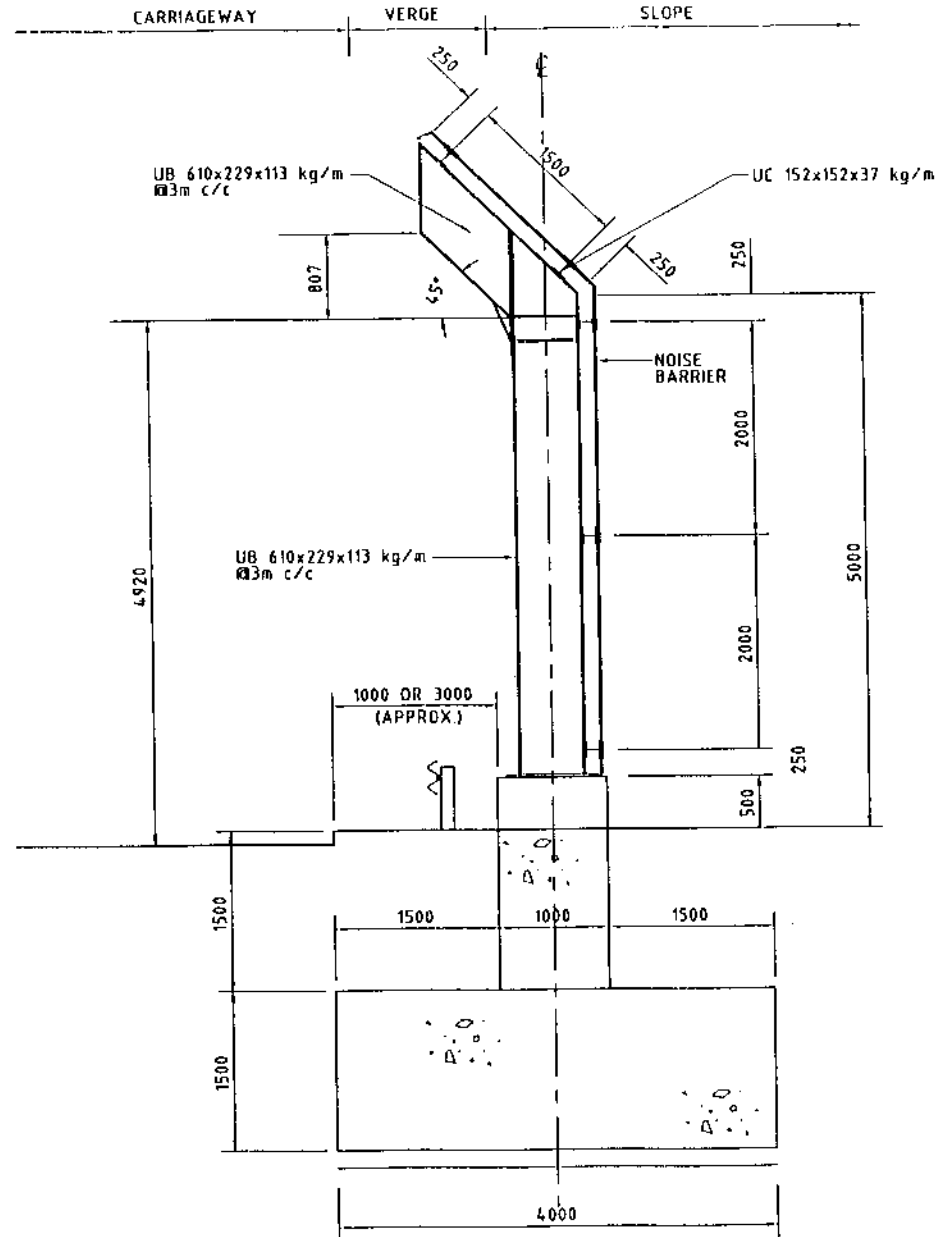 CARRIAGEWAY
VERGE
SLOPE
250
℄
1500
UB 610x229x113 kg/m
@3m c/c
UC 152x152x37 kg/m
250
250
807
45°
NOISE
BARRIER
2000
UB 610x229x113 kg/m
@3m c/c
4920
5000
2000
1000 OR 3000
(APPROX.)
250
500
1500
1500
1000
1500
1500
4000